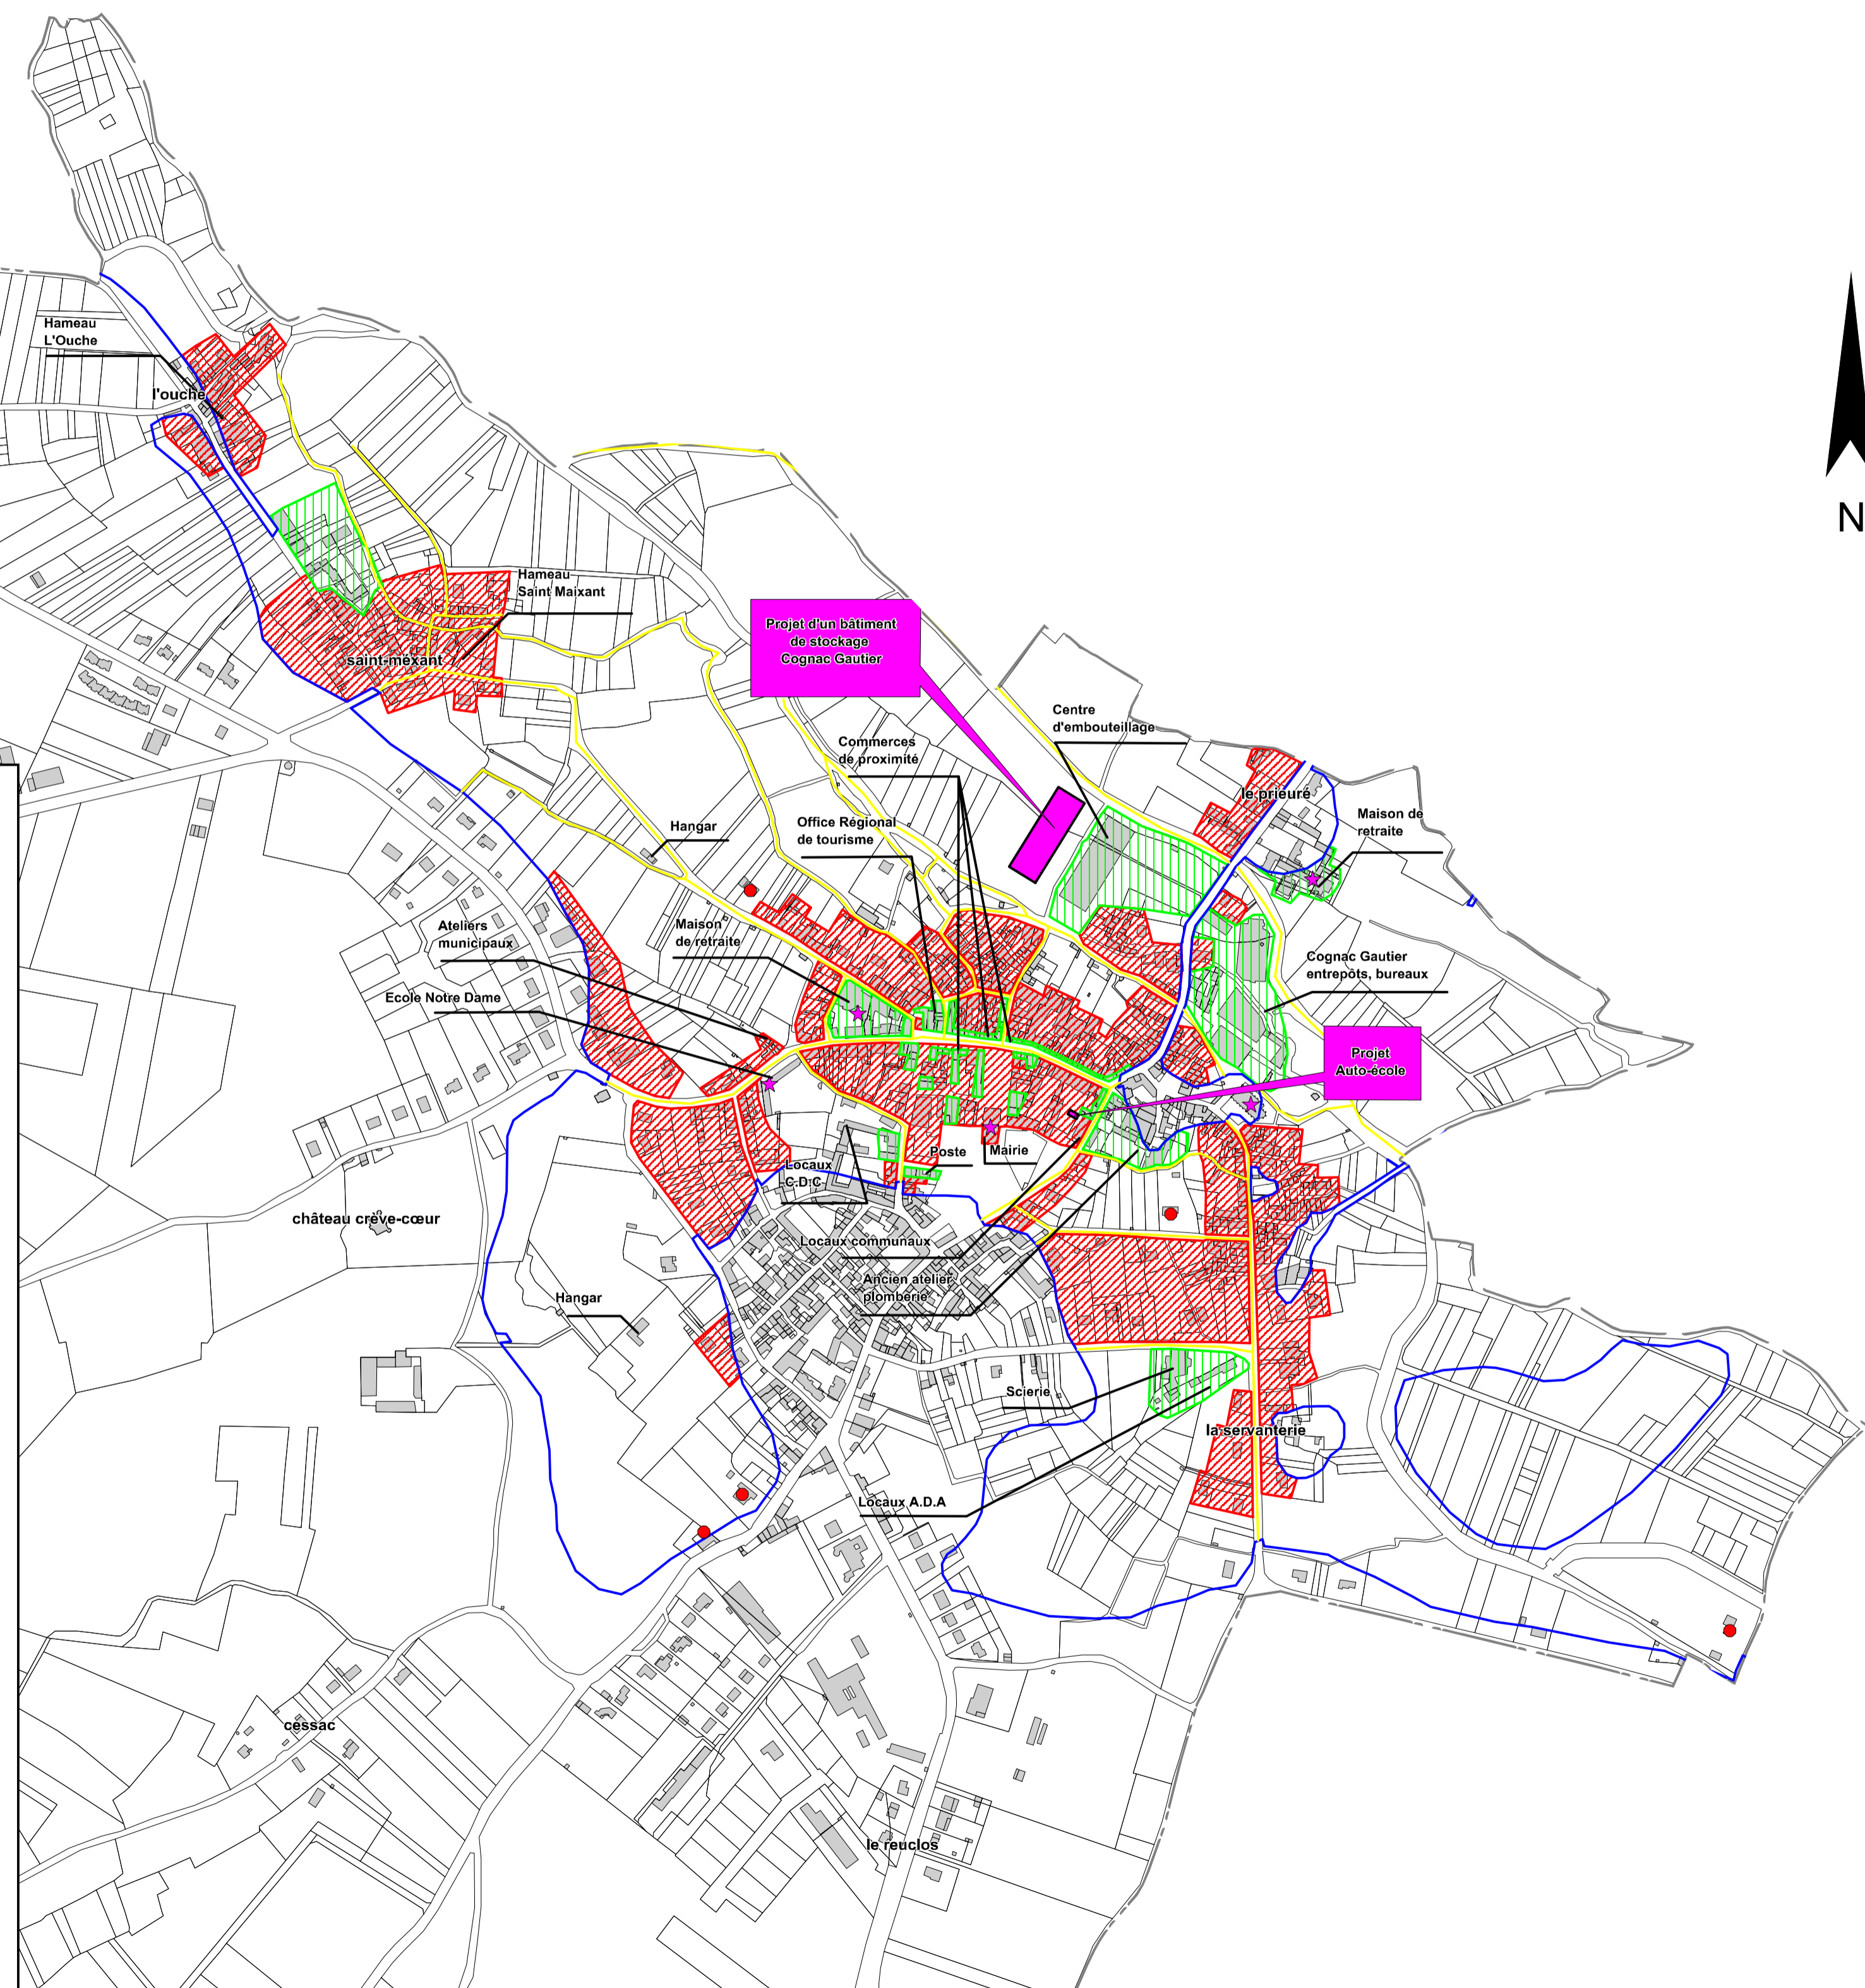 Hameau
L'Ouche
l'ouche
N
Hameau
Saint Maixant
saint-méxant
Projet d'un bâtiment
de stockage
Cognac Gautier
Centre
d'embouteillage
Commerces
de proximité
le prieuré
Maison de
retraite
Hangar
Office Régional
de tourisme
Ateliers
municipaux
Maison
de retraite
Cognac Gautier
entrepôts, bureaux
Ecole Notre Dame
Projet
Auto-école
Poste
Mairie
Locaux
C.D.C
château crève-cœur
Locaux communaux
Ancien atelier
plomberie
Hangar
Scierie
la servanterie
Locaux A.D.A
cessac
le reuclos